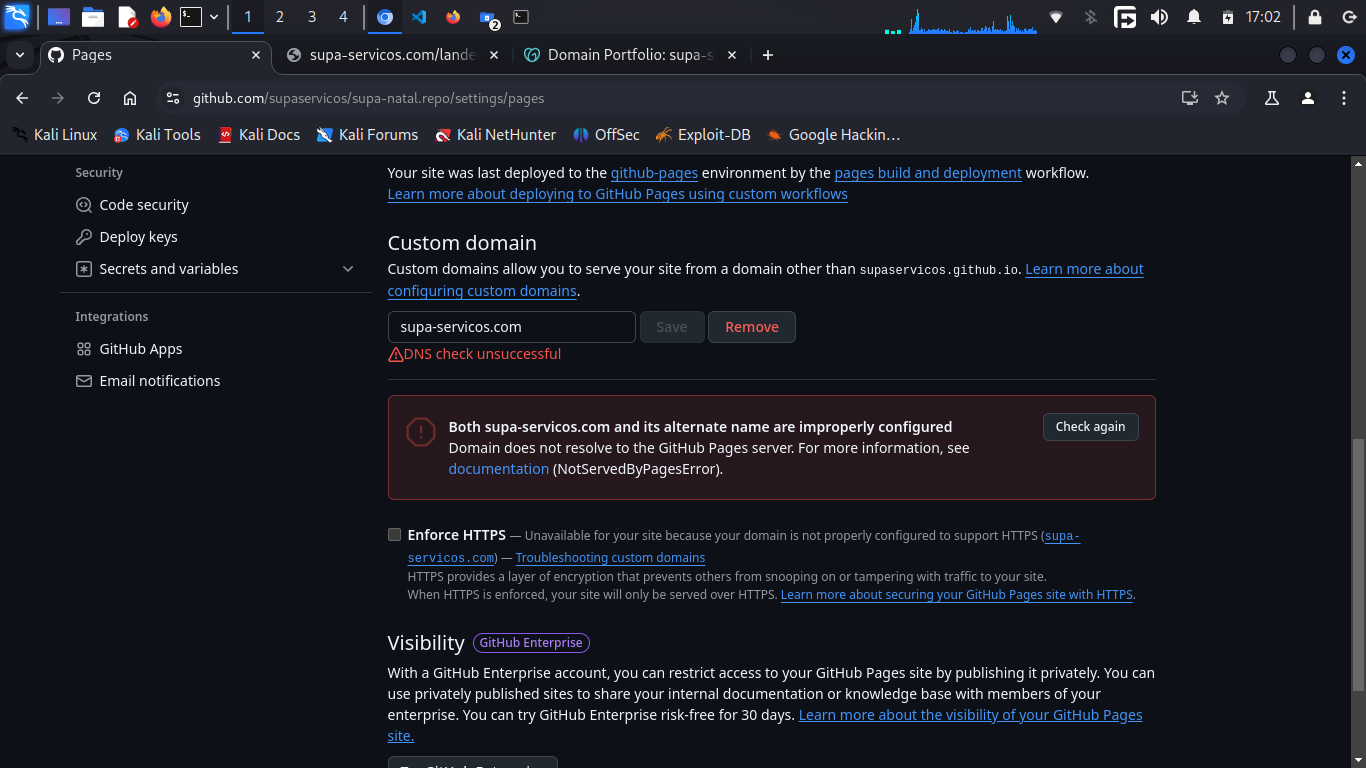 1 2 3 4 2 17:02
Pages supa-servicos.com/lande Domain Portfolio: supa-s
github.com/supaservicos/supa-natal.repo/settings/pages
Kali Linux Kali Tools Kali Docs Kali Forums Kali NetHunter OffSec Exploit-DB Google Hackin…
Security
Code security
Deploy keys
Secrets and variables
Integrations
GitHub Apps
Email notifications
Your site was last deployed to the github-pages environment by the pages build and deployment workflow.
Learn more about deploying to GitHub Pages using custom workflows
Custom domain
Custom domains allow you to serve your site from a domain other than supaservicos.github.io. Learn more about
configuring custom domains.
supa-servicos.com Save Remove
DNS check unsuccessful
Both supa-servicos.com and its alternate name are improperly configured
Check again
Domain does not resolve to the GitHub Pages server. For more information, see
documentation (NotServedByPagesError).
Enforce HTTPS — Unavailable for your site because your domain is not properly configured to support HTTPS (supa-
servicos.com) — Troubleshooting custom domains
HTTPS provides a layer of encryption that prevents others from snooping on or tampering with traffic to your site.
When HTTPS is enforced, your site will only be served over HTTPS. Learn more about securing your GitHub Pages site with HTTPS.
Visibility GitHub Enterprise
With a GitHub Enterprise account, you can restrict access to your GitHub Pages site by publishing it privately. You can
use privately published sites to share your internal documentation or knowledge base with members of your
enterprise. You can try GitHub Enterprise risk-free for 30 days. Learn more about the visibility of your GitHub Pages
site.